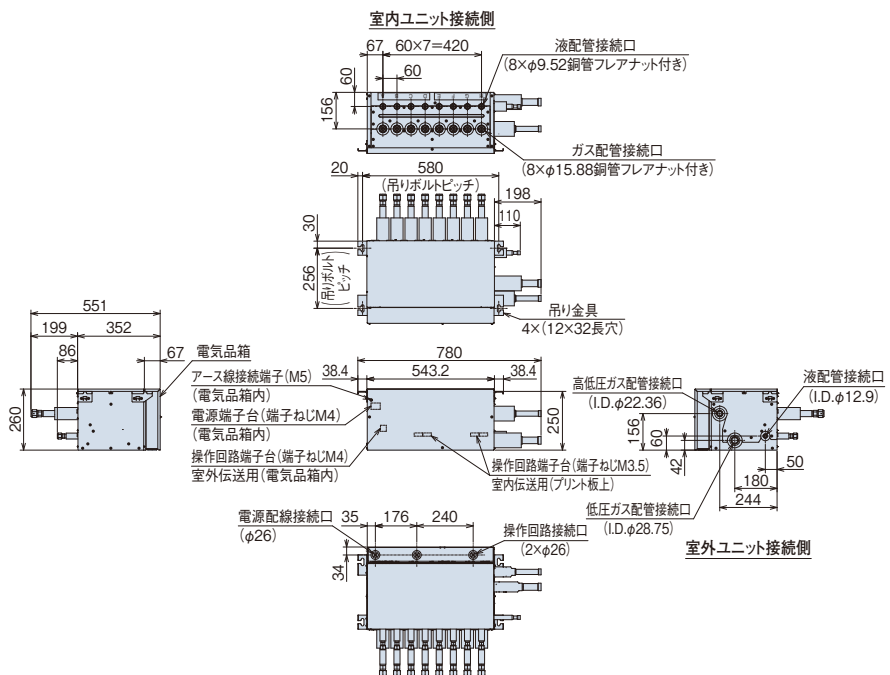 室内ユニット接続側
67
60×7=420
60
60
156
液配管接続口
(8×φ9.52銅管フレアナット付き)
ガス配管接続口
(8×φ15.88銅管フレアナット付き)
20
580
(吊りボルトピッチ)
198
110
30
256
(吊りボルト
ピッチ)
吊り金具
4×(12×32長穴)
551
199
352
86
67
電気品箱
260
アース線接続端子(M5)
(電気品箱内)
電源端子台(端子ねじM4)
(電気品箱内)
操作回路端子台(端子ねじM4)
室外伝送用(電気品箱内)
780
38.4
543.2
38.4
250
操作回路端子台(端子ねじM3.5)
室内伝送用(プリント板上)
高低圧ガス配管接続口
(I.D.φ22.36)
液配管接続口
(I.D.φ12.9)
156
60
42
50
180
244
低圧ガス配管接続口
(I.D.φ28.75)
室外ユニット接続側
電源配線接続口
(φ26)
35
176
240
操作回路接続口
(2×φ26)
34